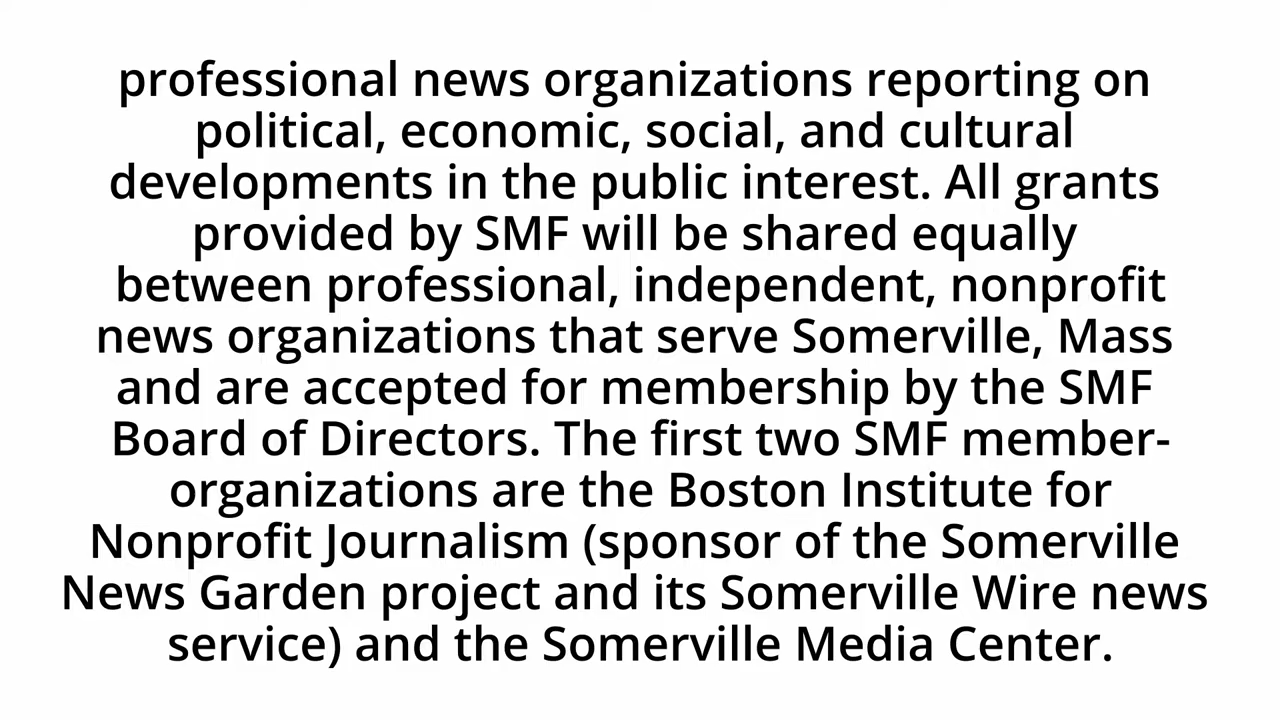 professional news organizations reporting on
political, economic, social, and cultural
developments in the public interest. All grants
provided by SMF will be shared equally
between professional, independent, nonprofit
news organizations that serve Somerville, Mass
and are accepted for membership by the SMF
Board of Directors. The first two SMF member-
organizations are the Boston Institute for
Nonprofit Journalism (sponsor of the Somerville
News Garden project and its Somerville Wire news
service) and the Somerville Media Center.